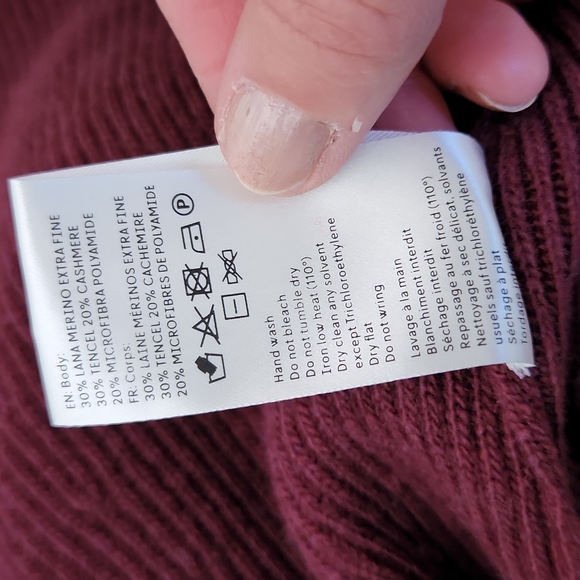 EN. Body:
30% LANA MERINO EXTRA FINE
30% TENCEL 20% CASHMERE
20% MICROFIBRA POLYAMIDE
FR: Corps:
30% LAINE MÉRINOS EXTRA FINE
30% TENCEL 20% CACHEMIRE
20% MICROFIBRES DE POLYAMIDE
P
Hand wash
Do not bleach
Do not tumble dry
Iron low heat (110°)
Dry clean any solvent
except Trichloroethylene
Dry flat
Do not wring
Lavage à la main
Blanchiment interdit
Séchage interdit
Repassage au fer froid (110°)
Nettoyage à sec délicat, solvants
usuels sauf trichloréthylène
Séchage à plat
Tordage